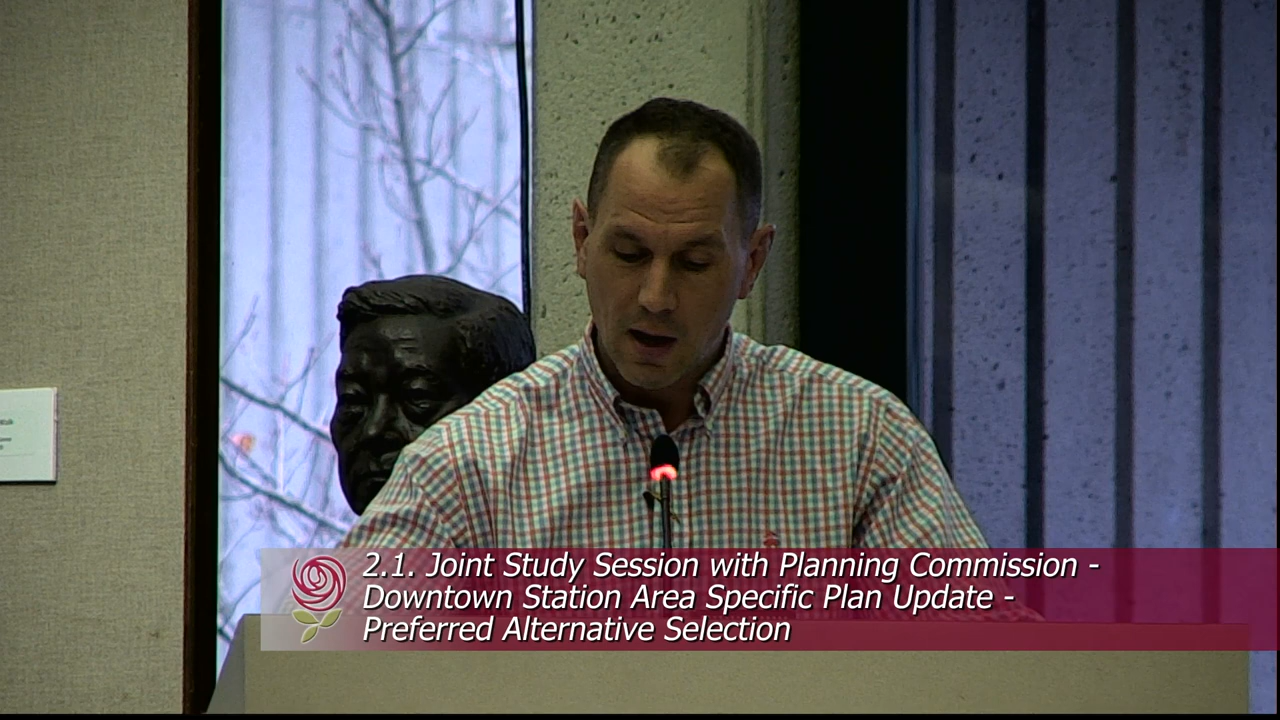 2.1. Joint Study Session with Planning Commission -
Downtown Station Area Specific Plan Update -
Preferred Alternative Selection